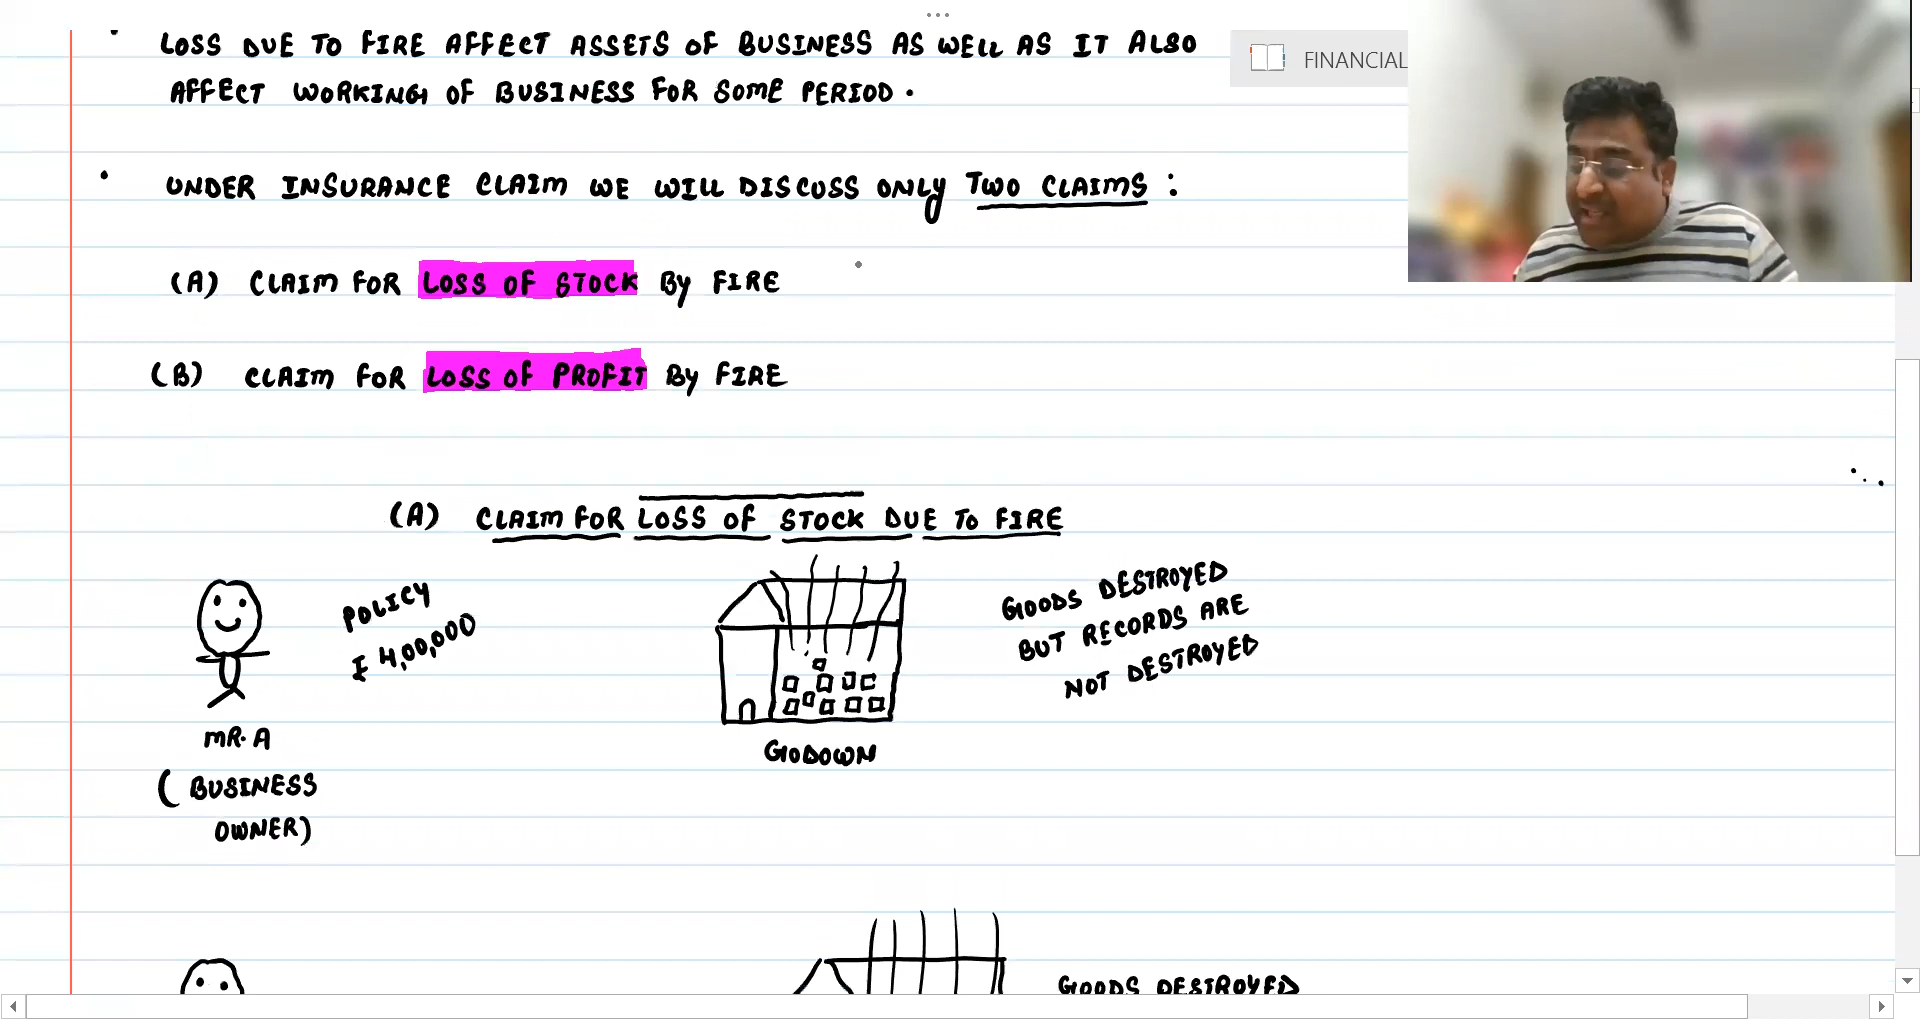 LOSS DUE TO FIRE AFFECT ASSETS OF BUSINESS AS WELL AS IT ALSO
AFFECT WORKING OF BUSINESS FOR SOME PERIOD.
FINANCIAL
UNDER INSURANCE CLAIM WE WILL DISCUSS ONLY TWO CLAIMS :
(A) CLAIM FOR LOSS OF STOCK BY FIRE
(B) CLAIM FOR LOSS OF PROFIT BY FIRE
(A) CLAIM FOR LOSS OF STOCK DUE TO FIRE
POLICY
₹ 4,00,000
GOODS DESTROYED
BUT RECORDS ARE
NOT DESTROYED
MR. A
(BUSINESS
OWNER)
GODOWN
GOODS DESTROYED